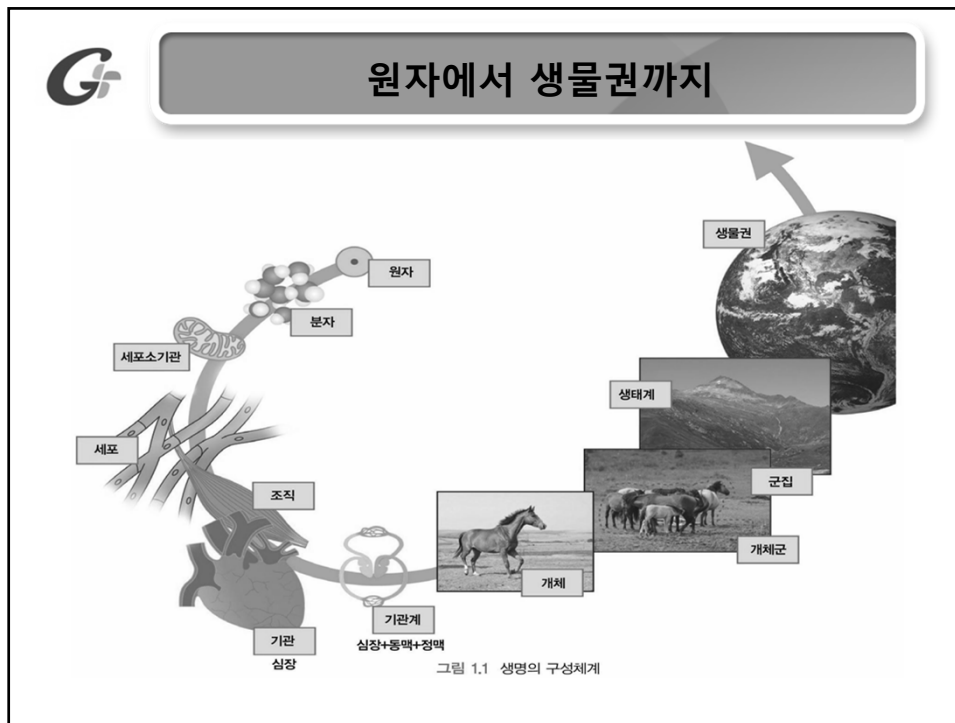 G+
원자에서 생물권까지
원자
분자
세포소기관
세포
조직
기관
심장
기관계
심장+동맥+정맥
개체
개체군
군집
생태계
생물권
그림 1.1 생명의 구성체계